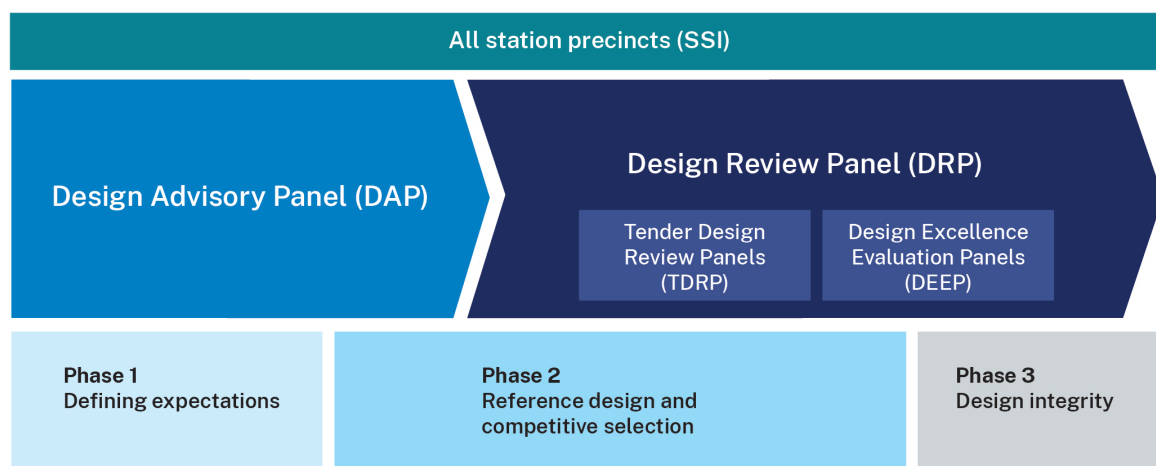 All station precincts (SSI)
Design Advisory Panel (DAP)
Design Review Panel (DRP)
Tender Design
Review Panels
(TDRP)
Design Excellence
Evaluation Panels
(DEEP)
Phase 1
Defining expectations
Phase 2
Reference design and
competitive selection
Phase 3
Design integrity